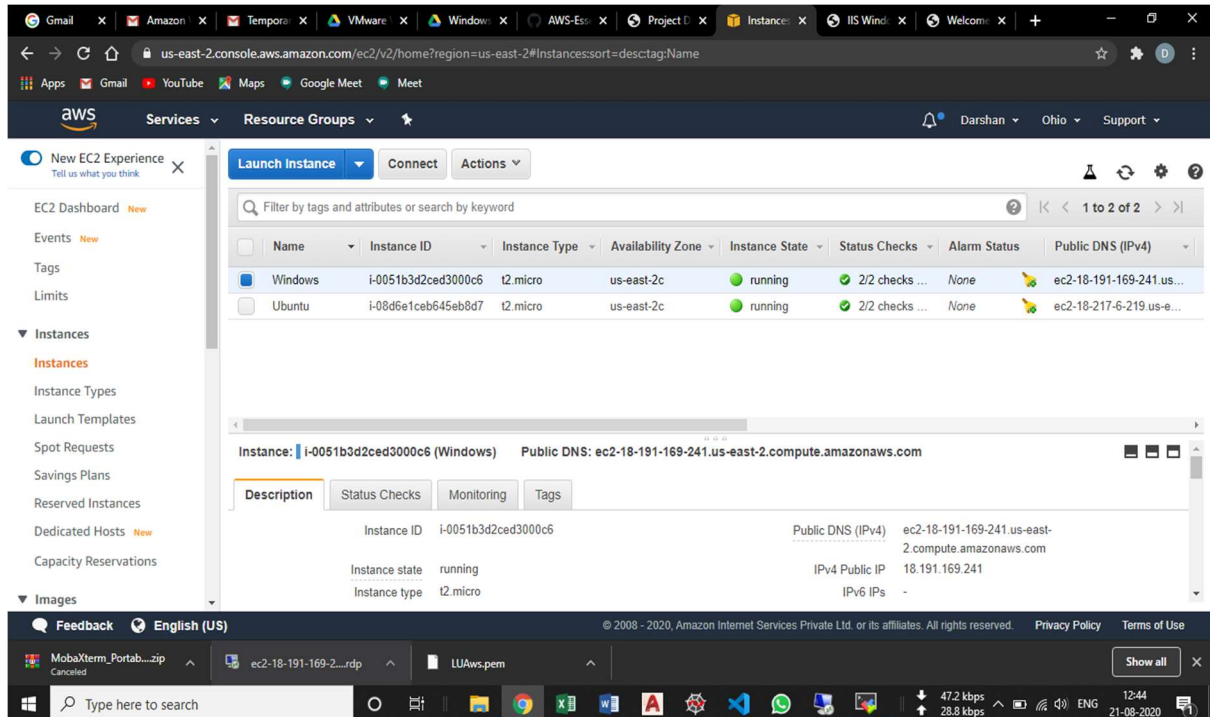 Gmail
Amazon
Tempora
VMware
Windows
AWS-Ess
Project D
Instances
IIS Windo
Welcome
us-east-2.console.aws.amazon.com/ec2/v2/home?region=us-east-2#Instances:sort=desc:tag:Name
D
Apps Gmail YouTube Maps Google Meet Meet
aws Services Resource Groups Darshan Ohio Support
New EC2 Experience
Tell us what you think
Launch Instance Connect Actions
EC2 Dashboard New
Events New
Tags
Limits
Instances
Instances
Instance Types
Launch Templates
Spot Requests
Savings Plans
Reserved Instances
Dedicated Hosts New
Capacity Reservations
Images
Filter by tags and attributes or search by keyword
1 to 2 of 2
Name Instance ID Instance Type Availability Zone Instance State Status Checks Alarm Status Public DNS (IPv4)
Windows i-0051b3d2ced3000c6 t2.micro us-east-2c running 2/2 checks ... None ec2-18-191-169-241.us...
Ubuntu i-08d6e1ceb645eb8d7 t2.micro us-east-2c running 2/2 checks ... None ec2-18-217-6-219.us-e...
Instance: i-0051b3d2ced3000c6 (Windows) Public DNS: ec2-18-191-169-241.us-east-2.compute.amazonaws.com
Description Status Checks Monitoring Tags
Instance ID i-0051b3d2ced3000c6
Instance state running
Instance type t2.micro
Public DNS (IPv4) ec2-18-191-169-241.us-east-
2.compute.amazonaws.com
IPv4 Public IP 18.191.169.241
IPv6 IPs -
Feedback English (US) © 2008 - 2020, Amazon Internet Services Private Ltd. or its affiliates. All rights reserved. Privacy Policy Terms of Use
MobaXterm_Portab....zip
Canceled
ec2-18-191-169-2....rdp
LUAws.pem
Show all
Type here to search
47.2 kbps
28.8 kbps
ENG
12:44
21-08-2020